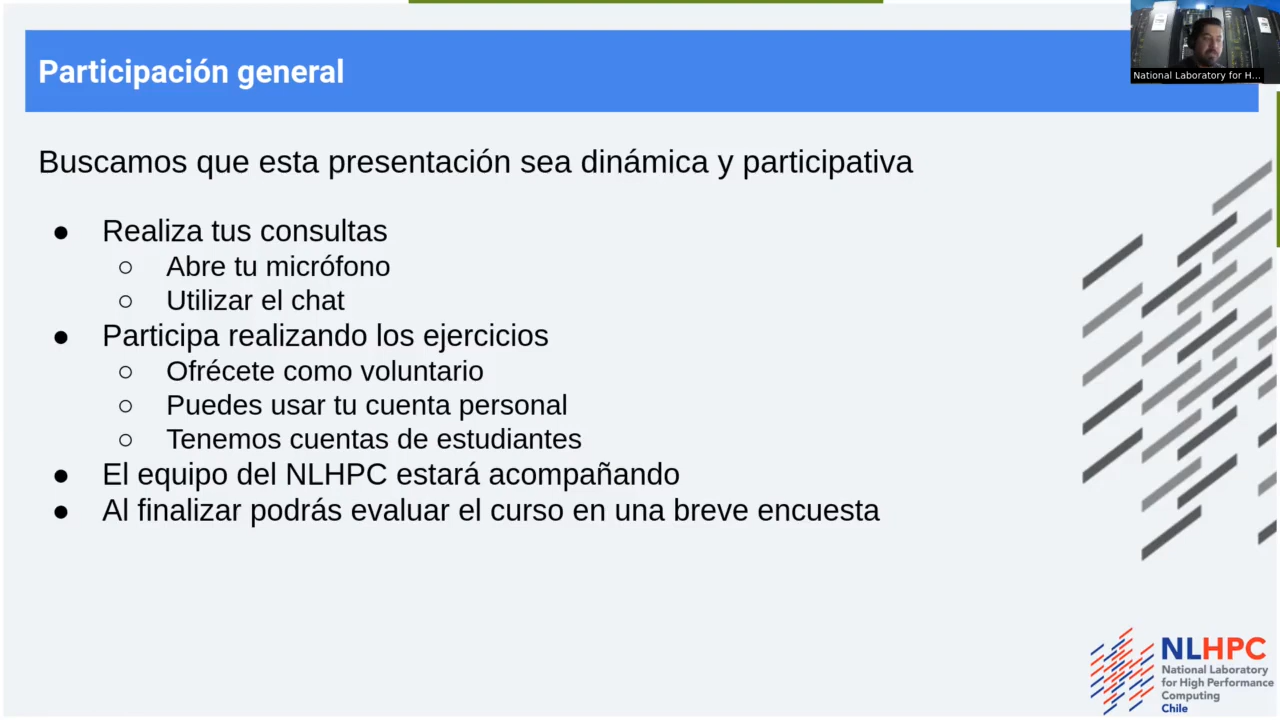 Participación general
National Laboratory for H...
Buscamos que esta presentación sea dinámica y participativa
● Realiza tus consultas
○ Abre tu micrófono
○ Utilizar el chat
● Participa realizando los ejercicios
○ Ofrécete como voluntario
○ Puedes usar tu cuenta personal
○ Tenemos cuentas de estudiantes
● El equipo del NLHPC estará acompañando
● Al finalizar podrás evaluar el curso en una breve encuesta
NLHPC
National Laboratory
for High Performance
Computing
Chile